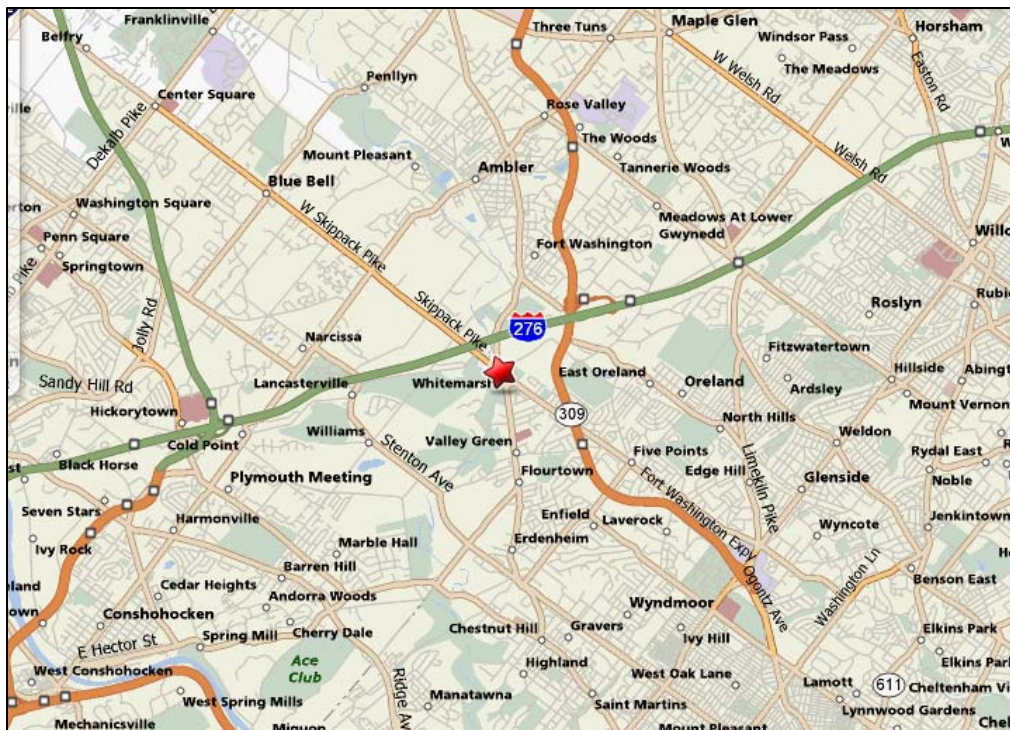 Franklinville
Belfry
Three Tuns
Maple Glen
Windsor Pass
Horsham
The Meadows
Penllyn
Center Square
Dekalb Pike
Rose Valley
W Welsh Rd
Easton Rd
The Woods
Mount Pleasant
Ambler
Tannerie Woods
Welsh Rd
Blue Bell
Washington Square
Meadows At Lower
Gwynedd
Penn Square
Springtown
W Skippack Pike
Fort Washington
Jolly Rd
Skippack Pike
Roslyn
Narcissa
276
Fitzwatertown
Sandy Hill Rd
Lancasterville
East Oreland
Oreland
Ardsley
Hillside
Hickorytown
309
North Hills
Mount Vernon
Cold Point
Williams
Valley Green
Weldon
Black Horse
Stenton Ave
Five Points
Rydal East
Plymouth Meeting
Flourtown
Edge Hill
Limekiln Pike
Glenside
Noble
Seven Stars
Fort Washington Expy
Harmonville
Enfield
Laverock
Wyncote
Jenkintown
Ivy Rock
Marble Hall
Erdenheim
Barren Hill
Washington Ln
Benson East
Cedar Heights
Andorra Woods
Ogontz Ave
Conshohocken
Wyndmoor
E Hector St
Spring Mill
Cherry Dale
Chestnut Hill
Gravers
Ivy Hill
Elkins Park
Ace
Club
Highland
Elkins Park
West Conshohocken
West Oak Lane
Lamott
611
West Spring Mills
Manatawna
Saint Martins
Lynnwood Gardens
Mechanicsville
Mount Pleasant